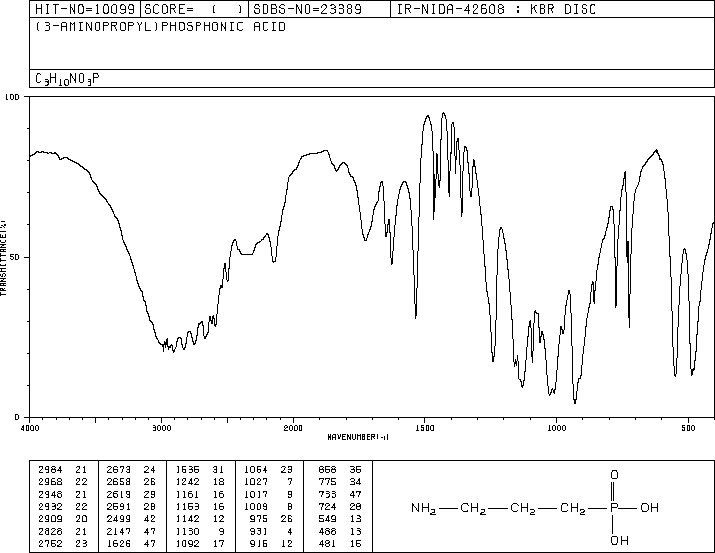 HIT-NO=10099 SCORE= ( ) SDBS-NO=23389 IR-NIDA-42608 : KBR DISC
(3-AMINOPROPYL)PHOSPHONIC ACID
C3H10NO3P
100
50
0
TRANSMITTANCE(%)
4000 3000 2000 1500 1000 500
WAVENUMBER(-1)
2984 21 2673 24 1536 31 1064 23 858 35
2968 22 2658 26 1242 18 1027 7 775 34
2948 21 2619 29 1161 16 1017 9 733 47
2932 22 2591 28 1153 16 1009 8 724 28
2909 20 2499 42 1142 12 975 26 549 13
2828 21 2147 47 1130 9 931 4 488 13
2752 23 1626 47 1092 17 916 12 481 15
O
NH2—CH2—CH2—CH2—P—OH
OH